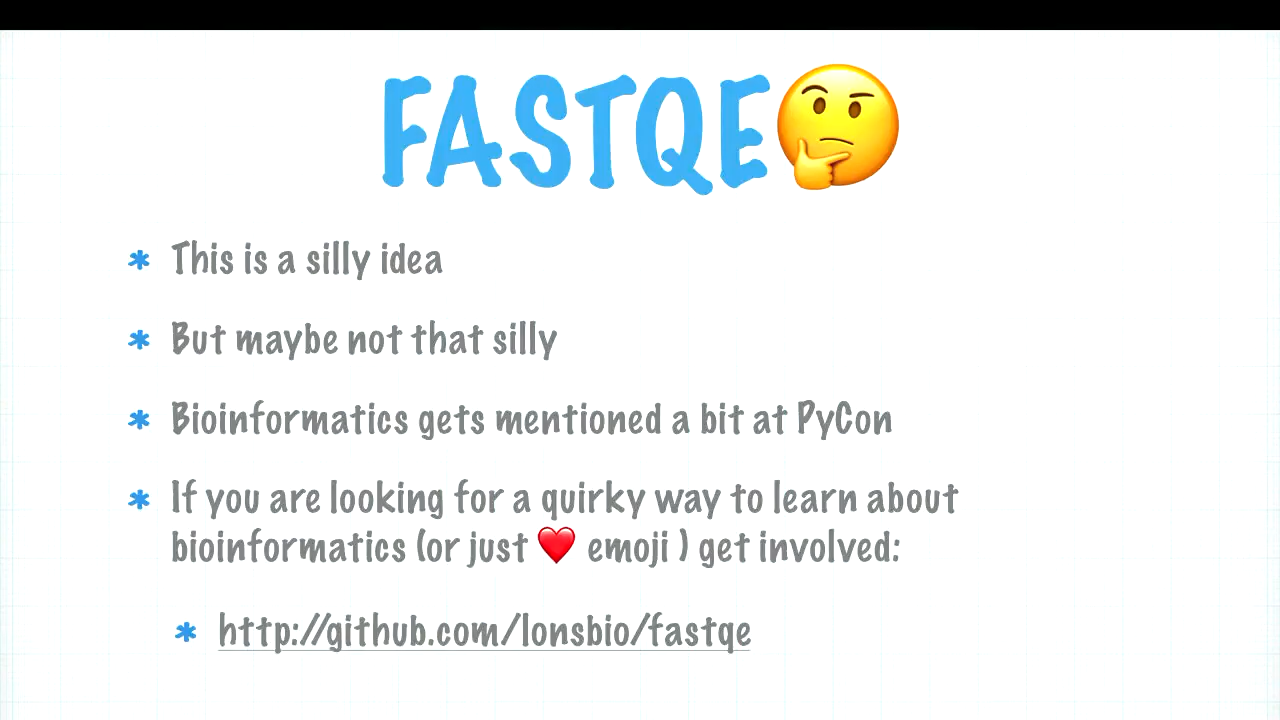 FASTQE🤔
* This is a silly idea
* But maybe not that silly
* Bioinformatics gets mentioned a bit at PyCon
* If you are looking for a quirky way to learn about
bioinformatics (or just ❤️ emoji ) get involved:
* http://github.com/lonsbio/fastqe